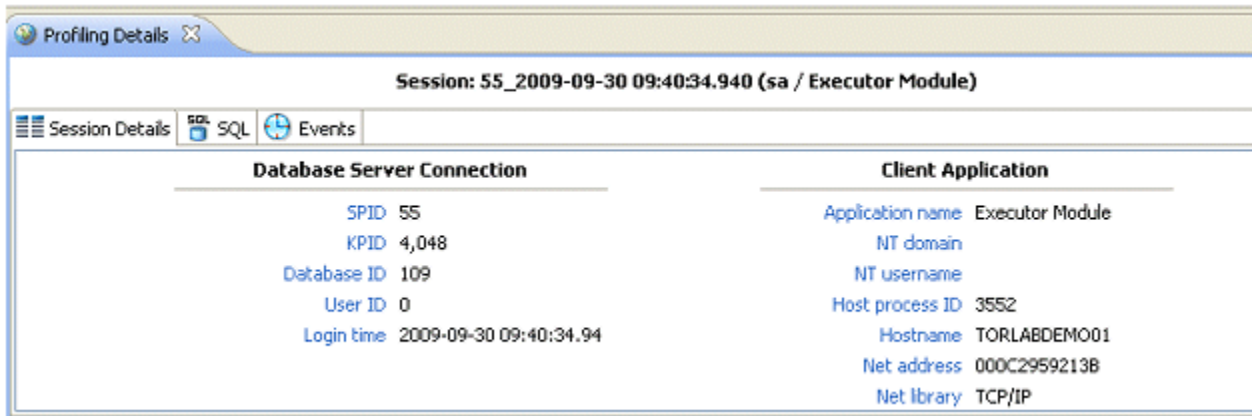 Profiling Details
Session: 55_2009-09-30 09:40:34.940 (sa / Executor Module)
Session Details SQL SQL Events
Database Server Connection
SPID 55
KPID 4,048
Database ID 109
User ID 0
Login time 2009-09-30 09:40:34.94
Client Application
Application name Executor Module
NT domain
NT username
Host process ID 3552
Hostname TORLABDEMO01
Net address 000C2959213B
Net library TCP/IP